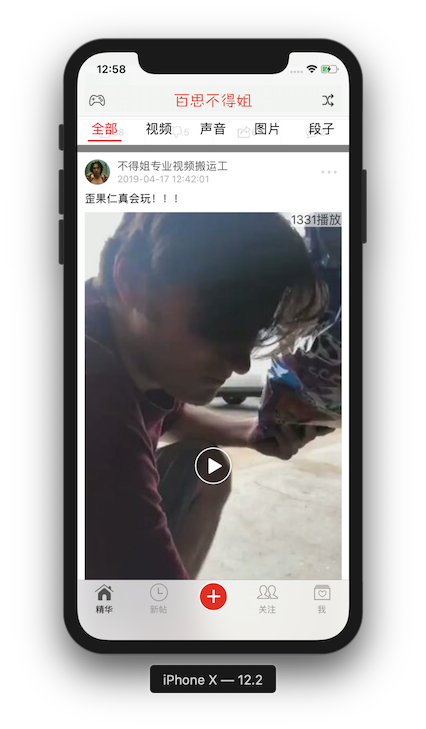 12:58
百思不得姐
全部 视频 声音 图片 段子
不得姐专业视频搬运工
2019-04-17 12:42:01
歪果仁真会玩！！！
1331播放
精华 新帖 关注 我
iPhone X — 12.2